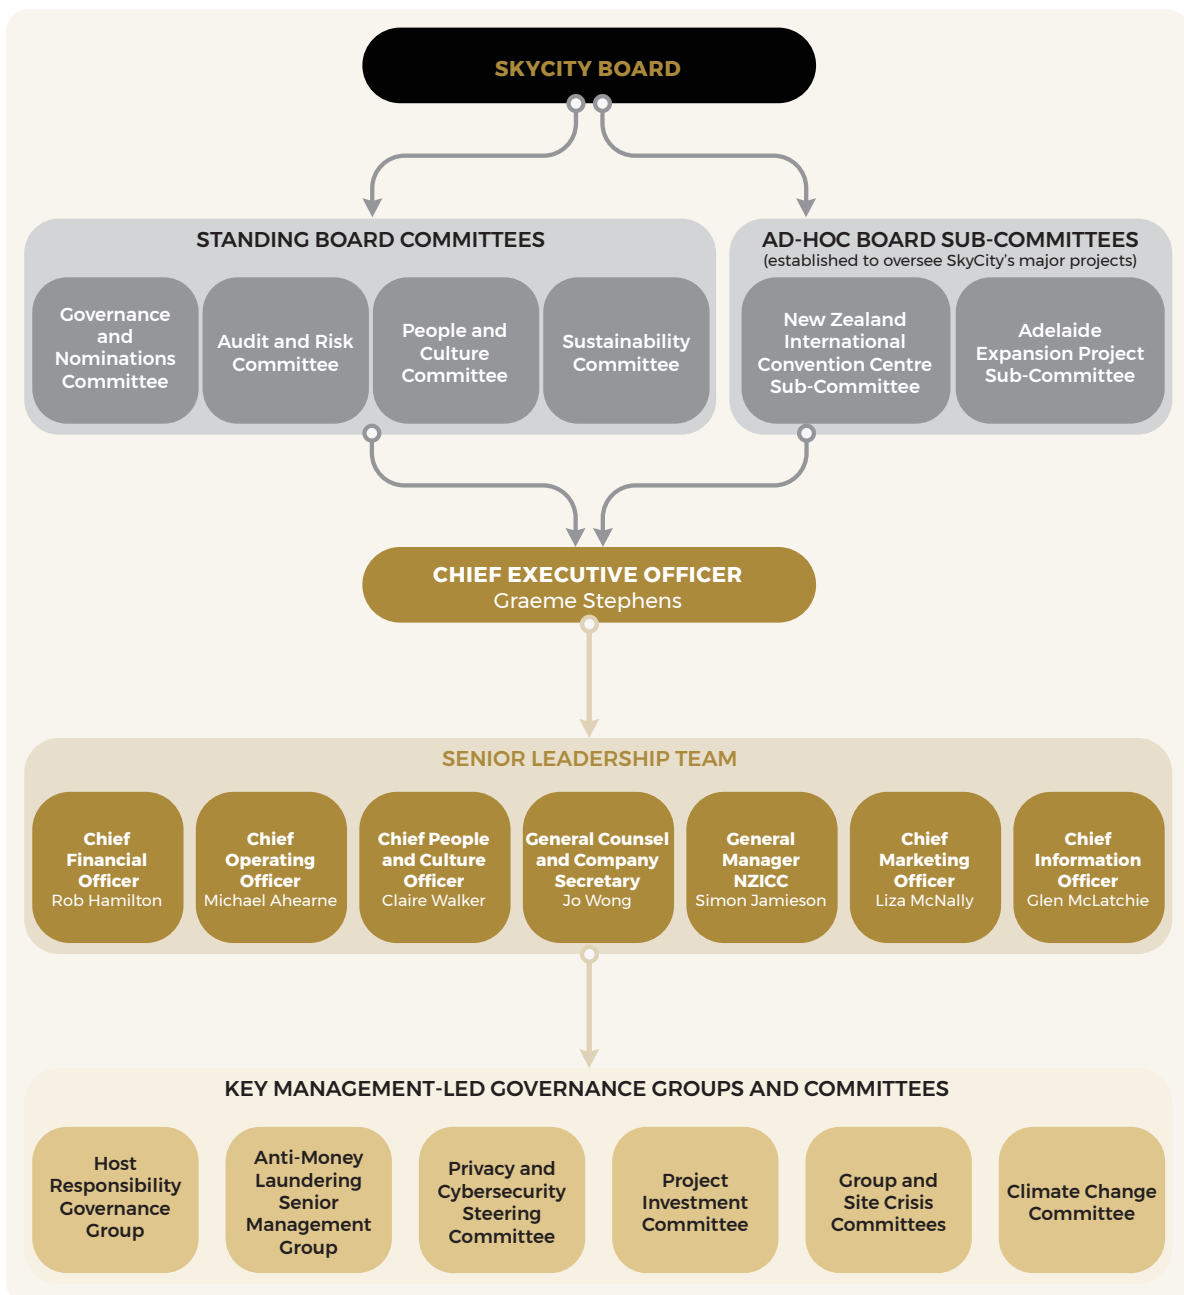 SKYCITY BOARD
STANDING BOARD COMMITTEES
Governance
and
Nominations
Committee
Audit and Risk
Committee
People and
Culture
Committee
Sustainability
Committee
AD-HOC BOARD SUB-COMMITTEES
(established to oversee SkyCity's major projects)
New Zealand
International
Convention Centre
Sub-Committee
Adelaide
Expansion Project
Sub-Committee
CHIEF EXECUTIVE OFFICER
Graeme Stephens
SENIOR LEADERSHIP TEAM
Chief
Financial
Officer
Rob Hamilton
Chief
Operating
Officer
Michael Ahearne
Chief People
and Culture
Officer
Claire Walker
General Counsel
and Company
Secretary
Jo Wong
General
Manager
NZICC
Simon Jamieson
Chief
Marketing
Officer
Liza McNally
Chief
Information
Officer
Glen McLatchie
KEY MANAGEMENT-LED GOVERNANCE GROUPS AND COMMITTEES
Host
Responsibility
Governance
Group
Anti-Money
Laundering
Senior
Management
Group
Privacy and
Cybersecurity
Steering
Committee
Project
Investment
Committee
Group and
Site Crisis
Committees
Climate Change
Committee